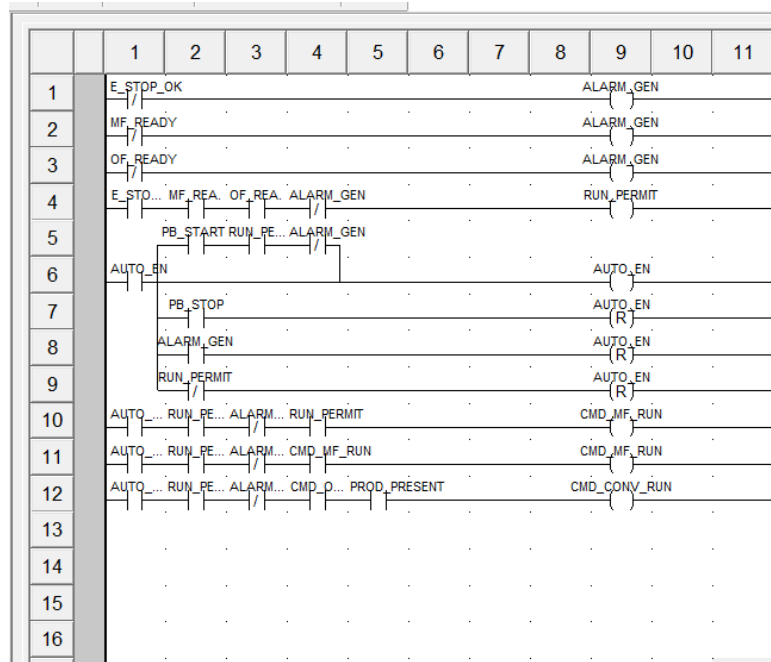 1 2 3 4 5 6 7 8 9 10 11
1 E_STOP_OK ALARM_GEN
2 MF_READY ALARM_GEN
3 OF_READY ALARM_GEN
4 E_STO... MF_REA. OF_REA. ALARM_GEN RUN_PERMIT
5 PB_START RUN_PE... ALARM_GEN
6 AUTO_EN AUTO_EN
7 PB_STOP AUTO_EN
R
8 ALARM_GEN AUTO_EN
R
9 RUN_PERMIT AUTO_EN
R
10 AUTO_... RUN_PE... ALARM... RUN_PERMIT CMD_MF_RUN
11 AUTO_... RUN_PE... ALARM... CMD_MF_RUN CMD_MF_RUN
12 AUTO_... RUN_PE... ALARM... CMD_O... PROD_PRESENT CMD_CONV_RUN
13
14
15
16